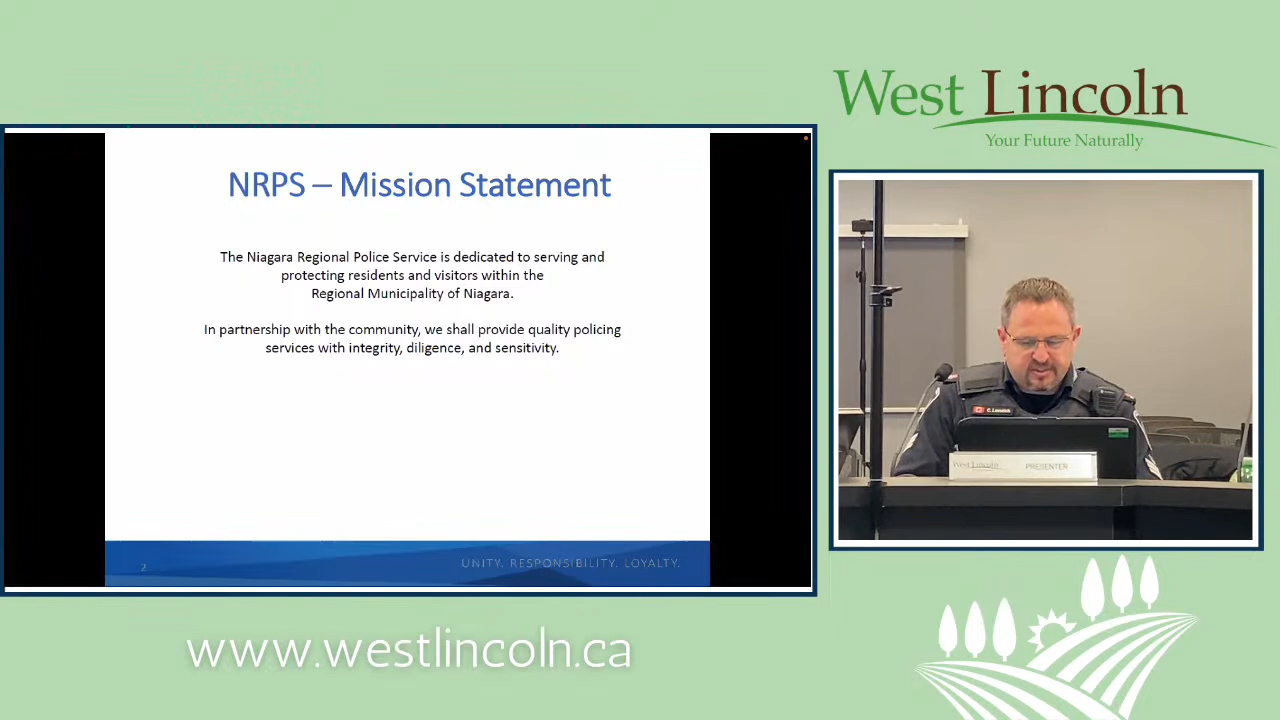 West Lincoln
Your Future Naturally
NRPS – Mission Statement
The Niagara Regional Police Service is dedicated to serving and
protecting residents and visitors within the
Regional Municipality of Niagara.
In partnership with the community, we shall provide quality policing
services with integrity, diligence, and sensitivity.
2
UNITY. RESPONSIBILITY. LOYALTY.
West Lincoln
PRESENTER
www.westlincoln.ca